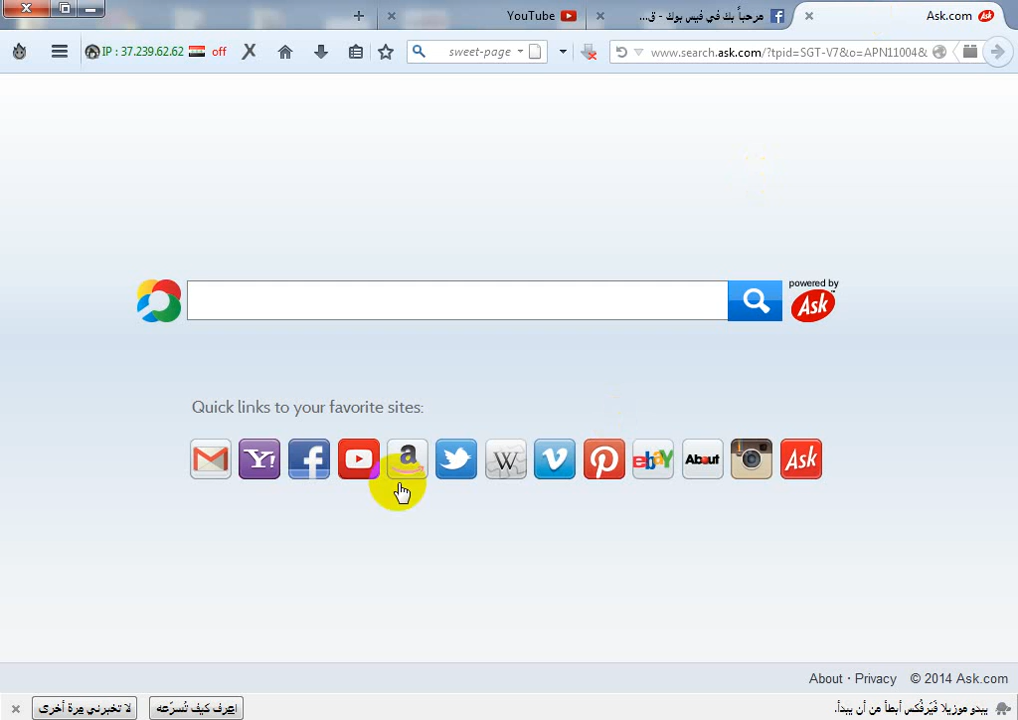 Ask.com
مرحباً بك في فيس بوك - ق...
YouTube
IP : 37.239.62.62
off
sweet-page
www.search.ask.com/?tpid=SGT-V7&o=APN11004&
powered by
Ask
Quick links to your favorite sites:
Y!
f
a
W
ebay
About
Ask
About · Privacy © 2014 Ask.com
يبدو موزيلا فَيَرفُكس أبطأ من أن يبدأ.
اعرف كيف تُسرّعه
لا تخبرني مرة أخرى